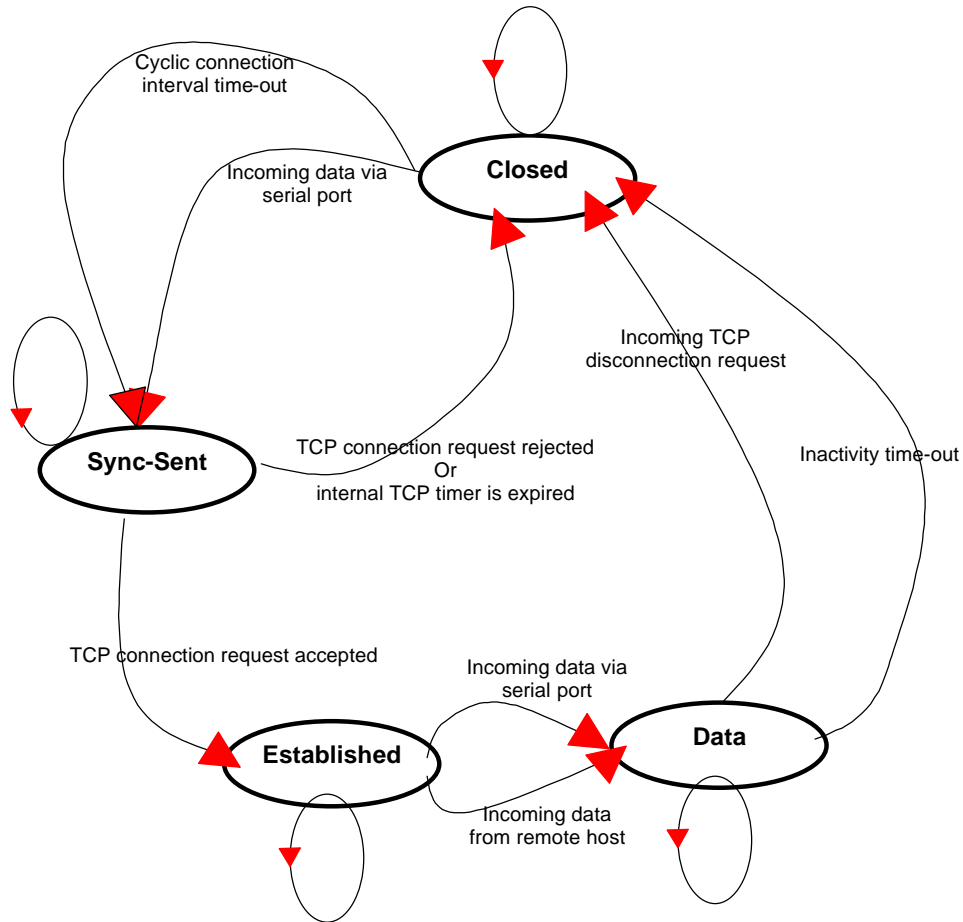 Cyclic connection
interval time-out
Closed
Incoming data via
serial port
Incoming TCP
disconnection request
TCP connection request rejected
Or
internal TCP timer is expired
Inactivity time-out
Sync-Sent
TCP connection request accepted
Incoming data via
serial port
Established
Data
Incoming data
from remote host